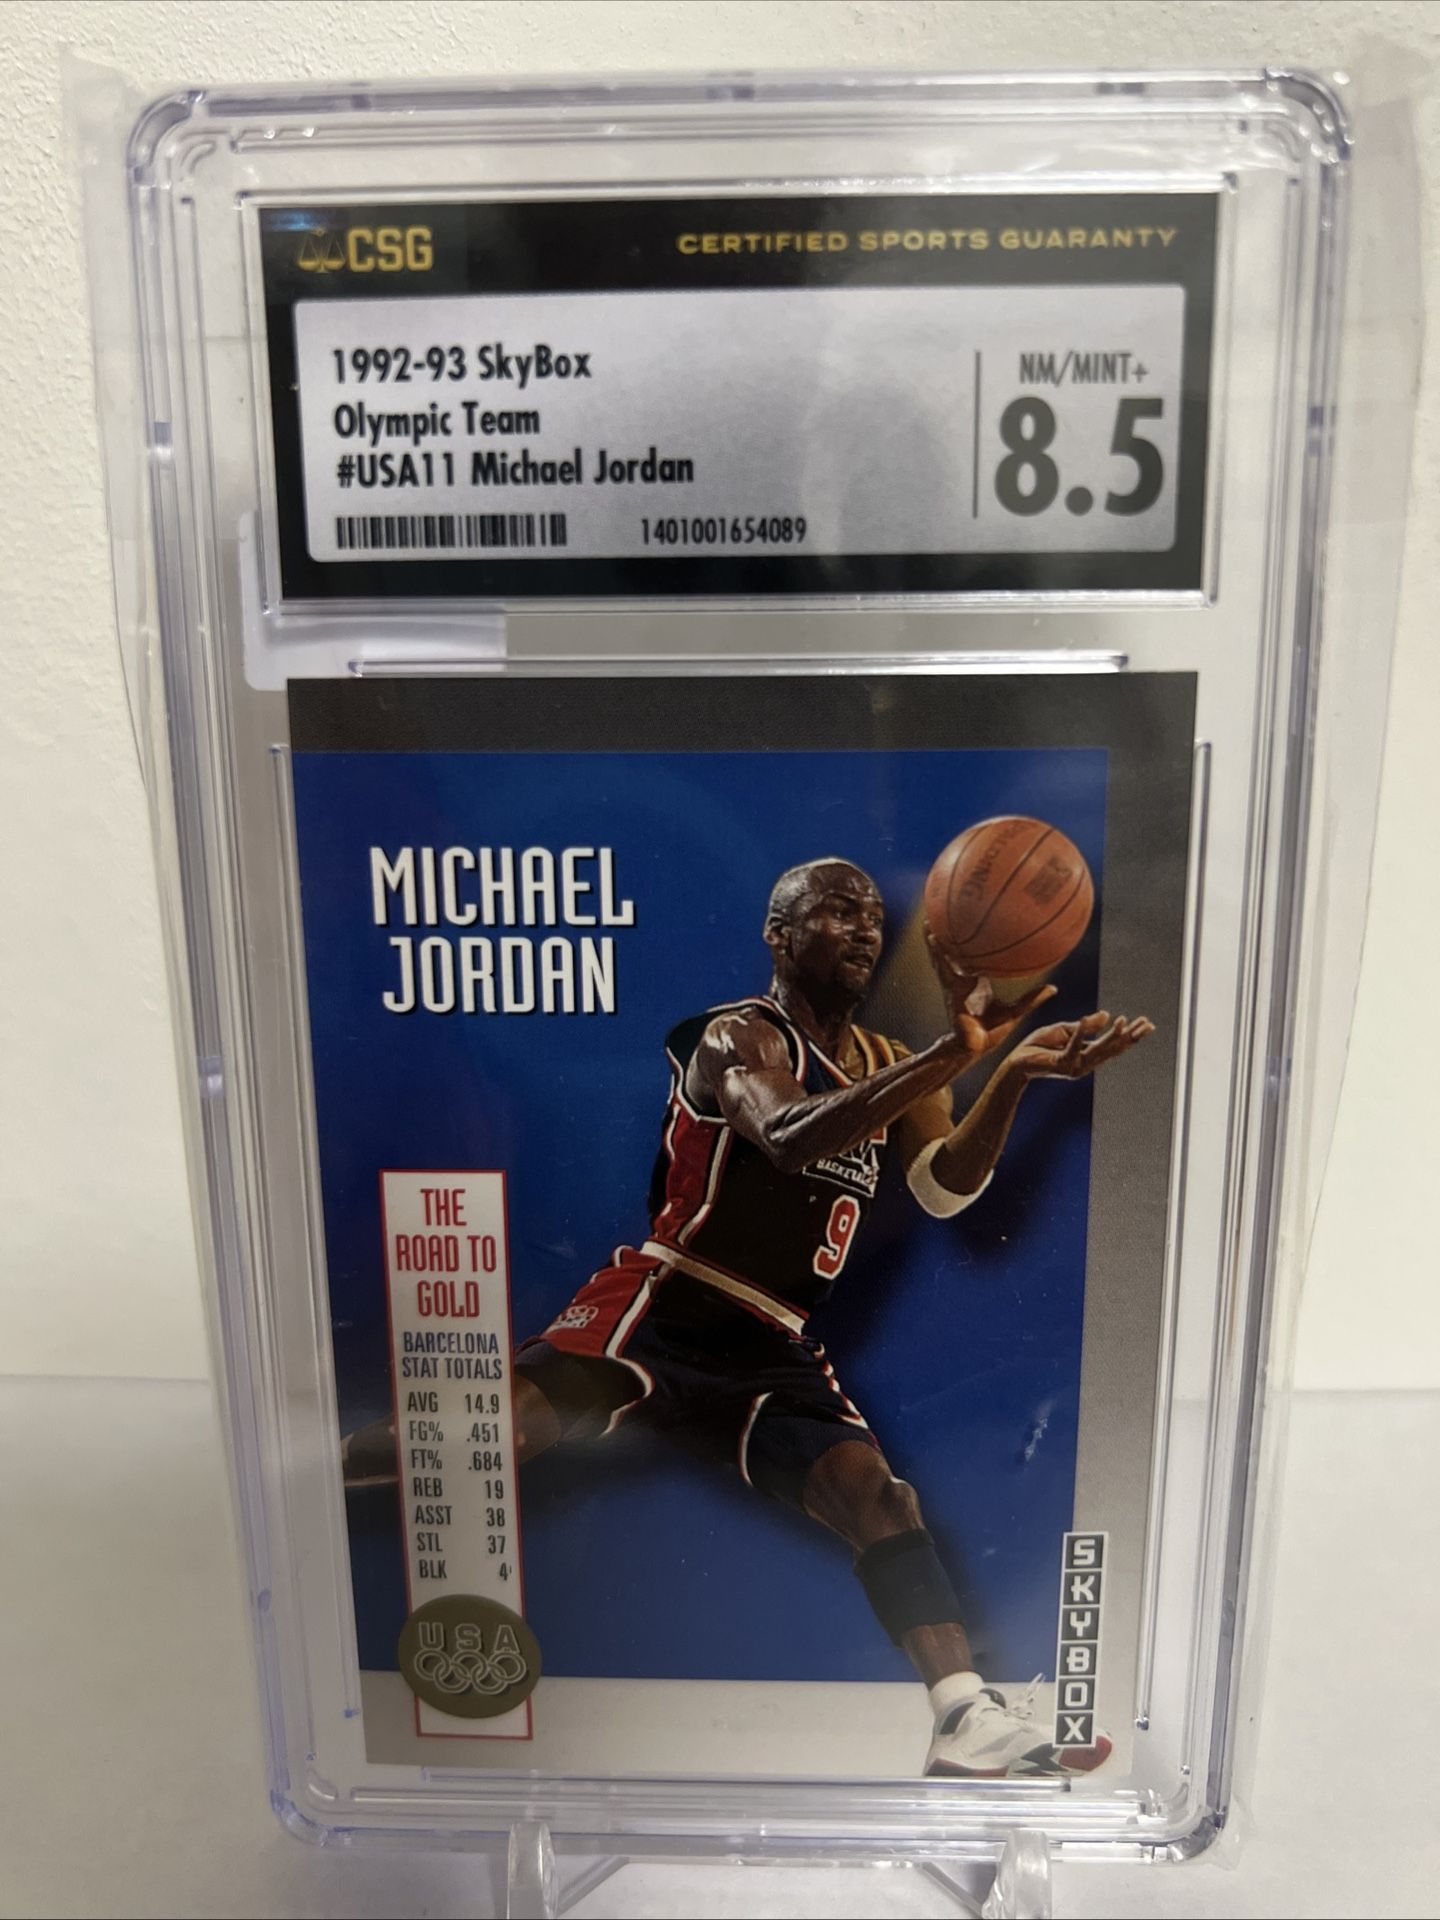 CSG
CERTIFIED SPORTS GUARANTY
1992-93 SkyBox
Olympic Team
#USA11 Michael Jordan
1401001654089
NM/MINT+
8.5
MICHAEL
JORDAN
BASKETBALL
9
THE
ROAD TO
GOLD
BARCELONA
STAT TOTALS
AVG 14.9
FG% .451
FT% .684
REB 19
ASST 38
STL 37
BLK 4
USA
SKYBOX